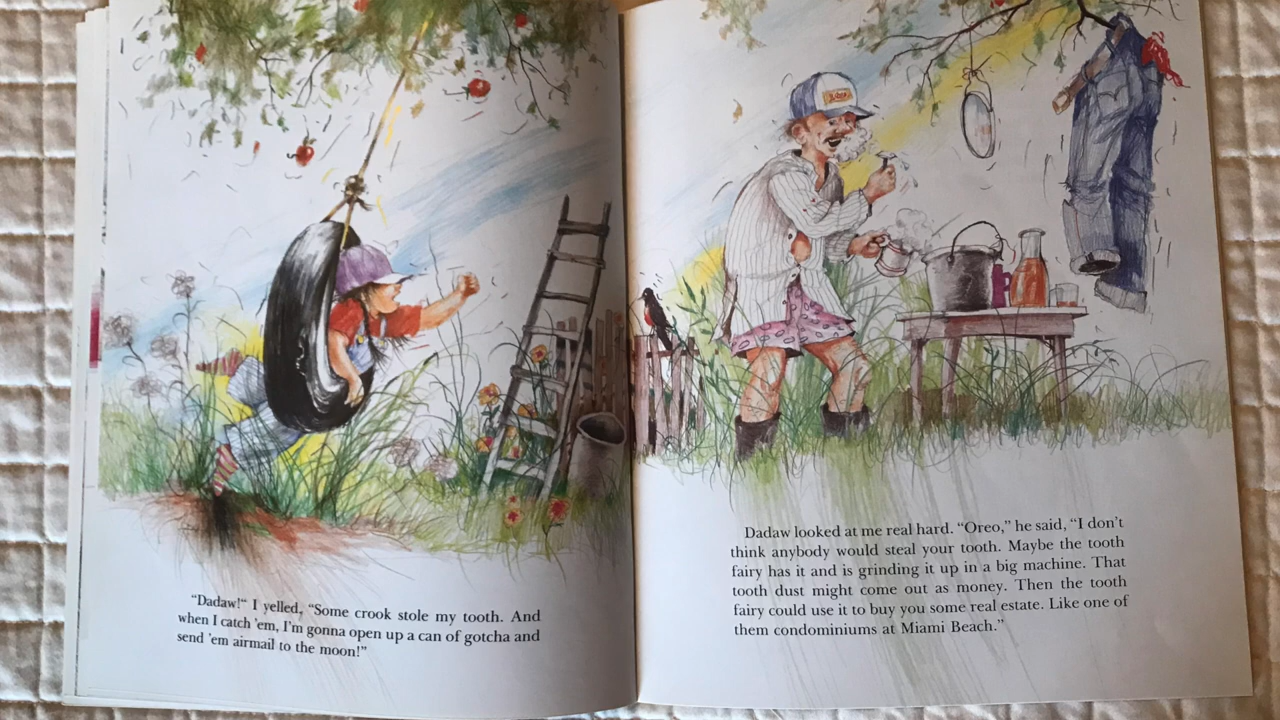 "Dadaw!“ I yelled, "Some crook stole my tooth. And
when I catch 'em, I'm gonna open up a can of gotcha and
send 'em airmail to the moon!"
Dadaw looked at me real hard. "Oreo," he said, "I don't
think anybody would steal your tooth. Maybe the tooth
fairy has it and is grinding it up in a big machine. That
tooth dust might come out as money. Then the tooth
fairy could use it to buy you some real estate. Like one of
them condominiums at Miami Beach."